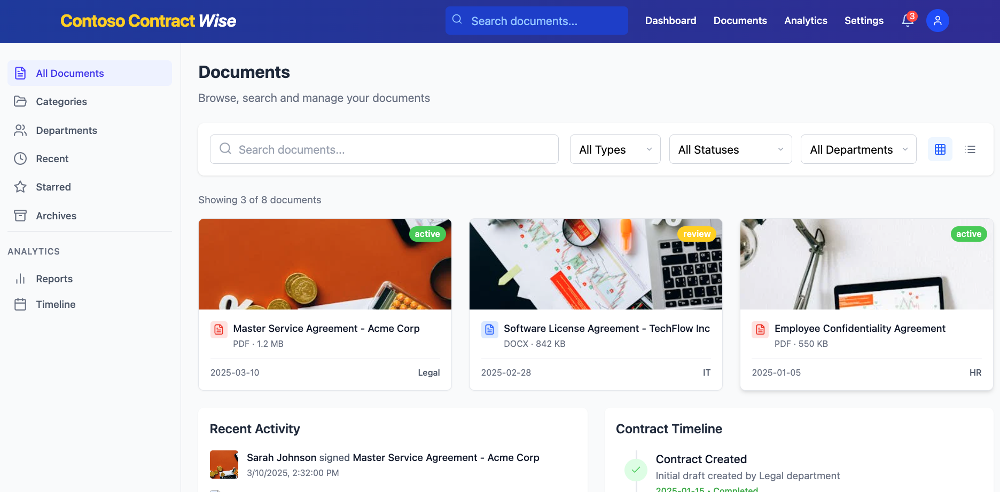 Contoso Contract Wise
Search documents...
Dashboard
Documents
Analytics
Settings
3
All Documents
Categories
Departments
Recent
Starred
Archives
ANALYTICS
Reports
Timeline
Documents
Browse, search and manage your documents
Search documents...
All Types
All Statuses
All Departments
Showing 3 of 8 documents
active
%
Master Service Agreement - Acme Corp
PDF · 1.2 MB
2025-03-10
Legal
review
Software License Agreement - TechFlow Inc
DOCX · 842 KB
2025-02-28
IT
active
Employee Confidentiality Agreement
PDF · 550 KB
2025-01-05
HR
Recent Activity
Sarah Johnson signed Master Service Agreement - Acme Corp
3/10/2025, 2:32:00 PM
Contract Timeline
Contract Created
Initial draft created by Legal department
2025-01-15 • Completed